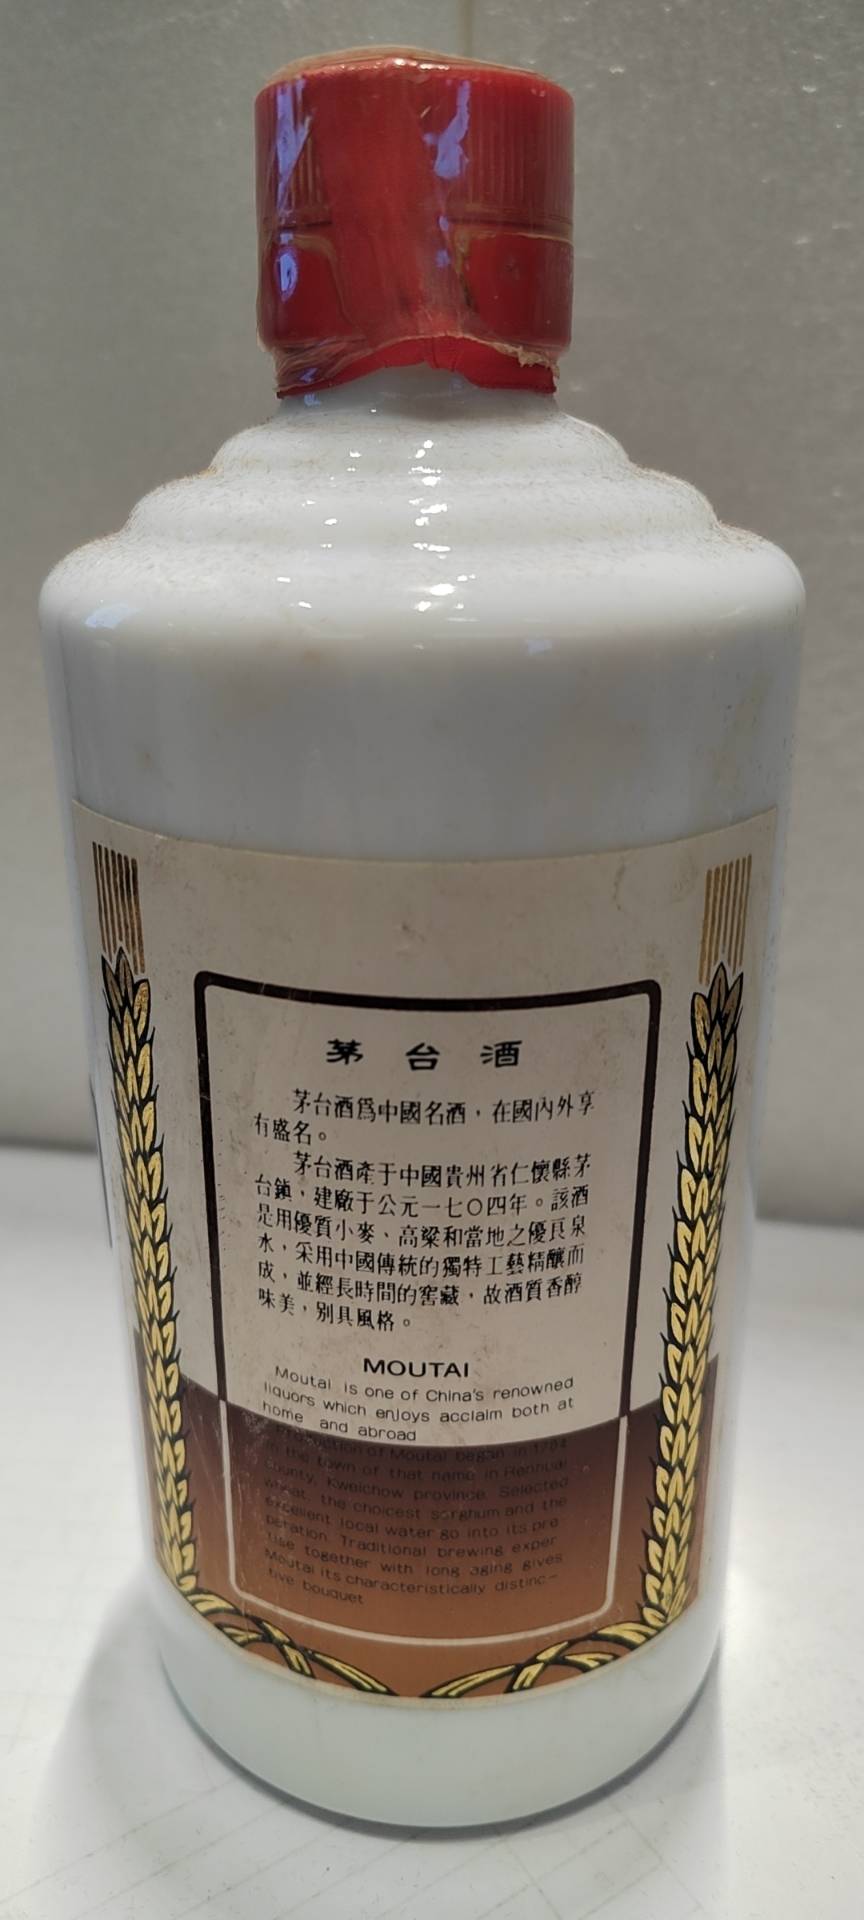 茅台酒
茅台酒爲中國名酒，在國內外享
有盛名。
茅台酒產于中國貴州省仁懷縣茅
台鎮，建廠于公元一七〇四年。該酒
是用優質小麥、高粱和當地之優良泉
水，采用中國傳統的獨特工藝精釀而
成，並經長時間的窖藏，故酒質香醇
味美，别具風格。
MOUTAI
Moutai is one of China's renowned
liquors which enjoys acclaim both at
home and abroad
Production of Moutai began in 1704
in the town of that name in Renhuai
county, Kweichow province. Selected
wheat, the choicest sorghum and the
excellent local water go into its pre
paration. Traditional brewing exper
tise together with long aging gives
Moutai its characteristically distinc-
tive bouquet